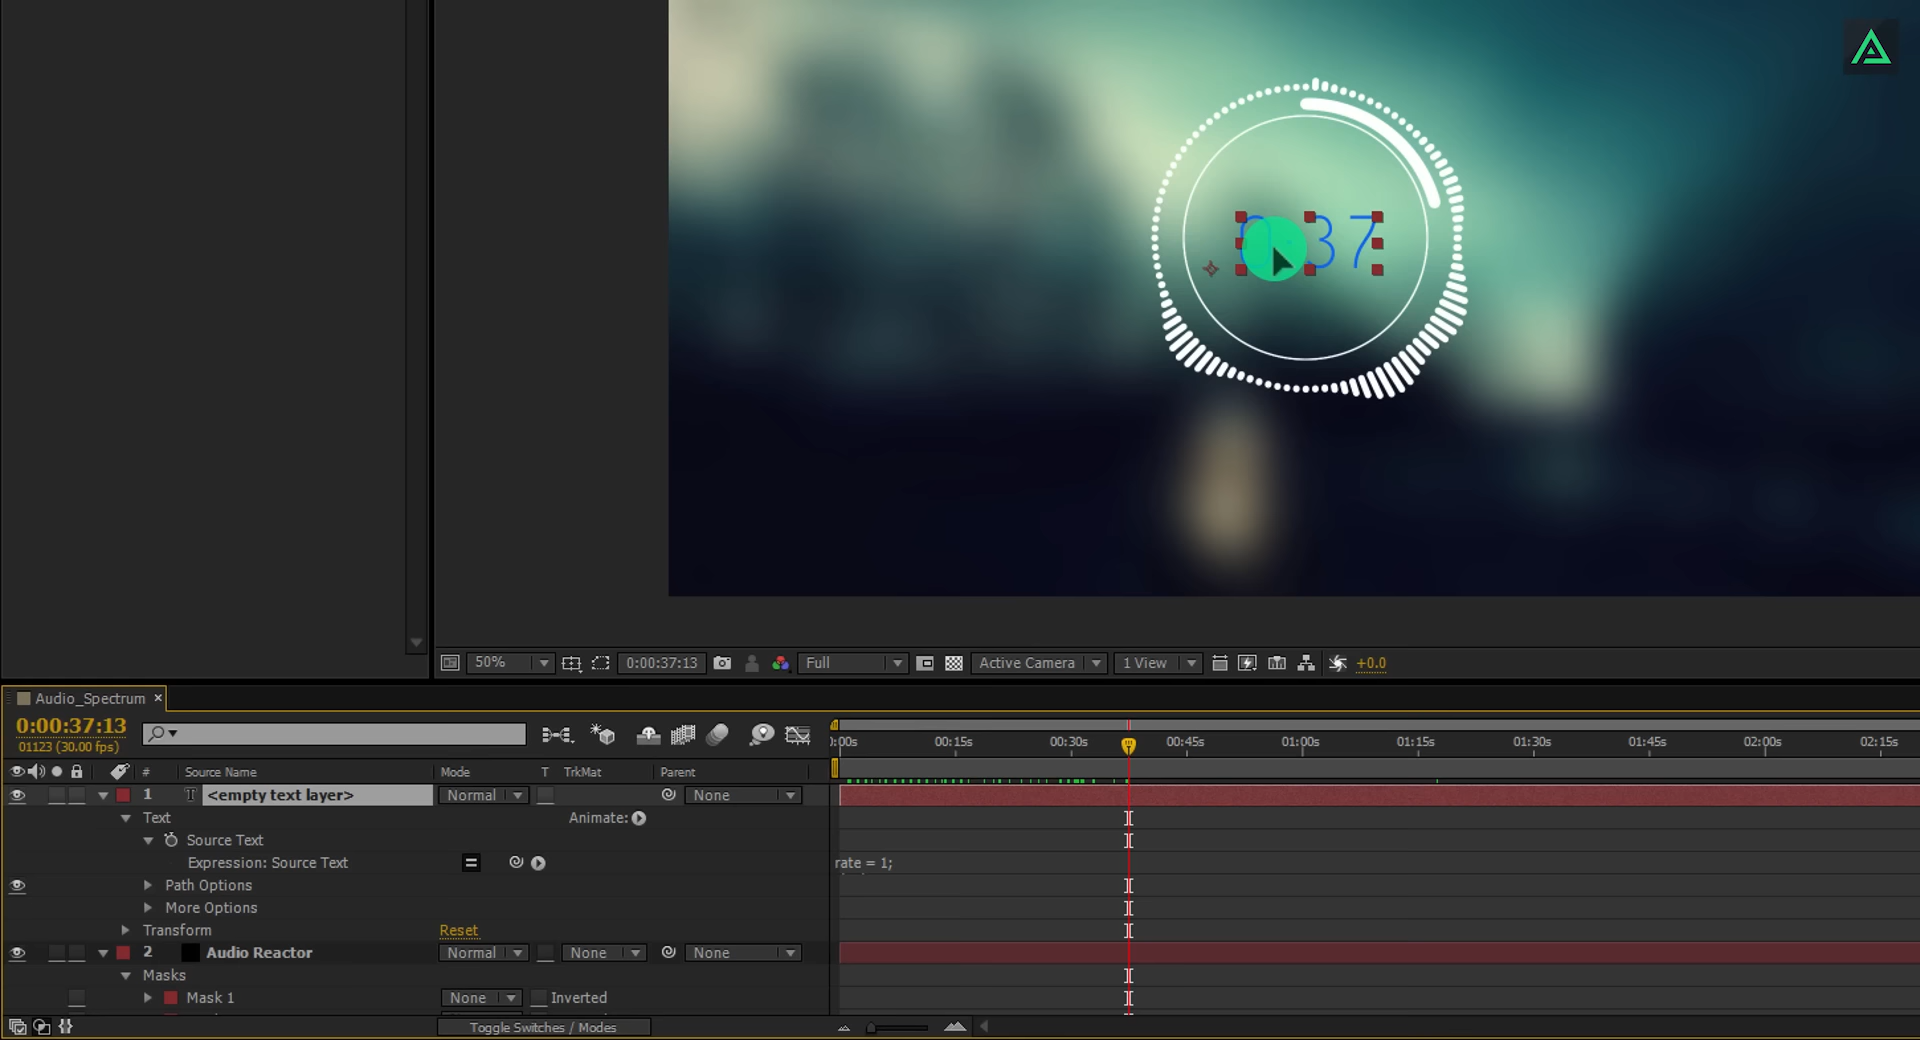 37
50%
0:00:37:13
Full
Active Camera
1 View
+0.0
Audio_Spectrum ×
0:00:37:13
01123 (30.00 fps)
:00s 00:15s 00:30s 00:45s 01:00s 01:15s 01:30s 01:45s 02:00s 02:15s
# Source Name Mode T TrkMat Parent
1 T <empty text layer> Normal None
Text Animate:
Source Text
Expression: Source Text = rate = 1;
Path Options
More Options
Transform Reset
2 Audio Reactor Normal None None
Masks
Mask 1 None Inverted
Toggle Switches / Modes